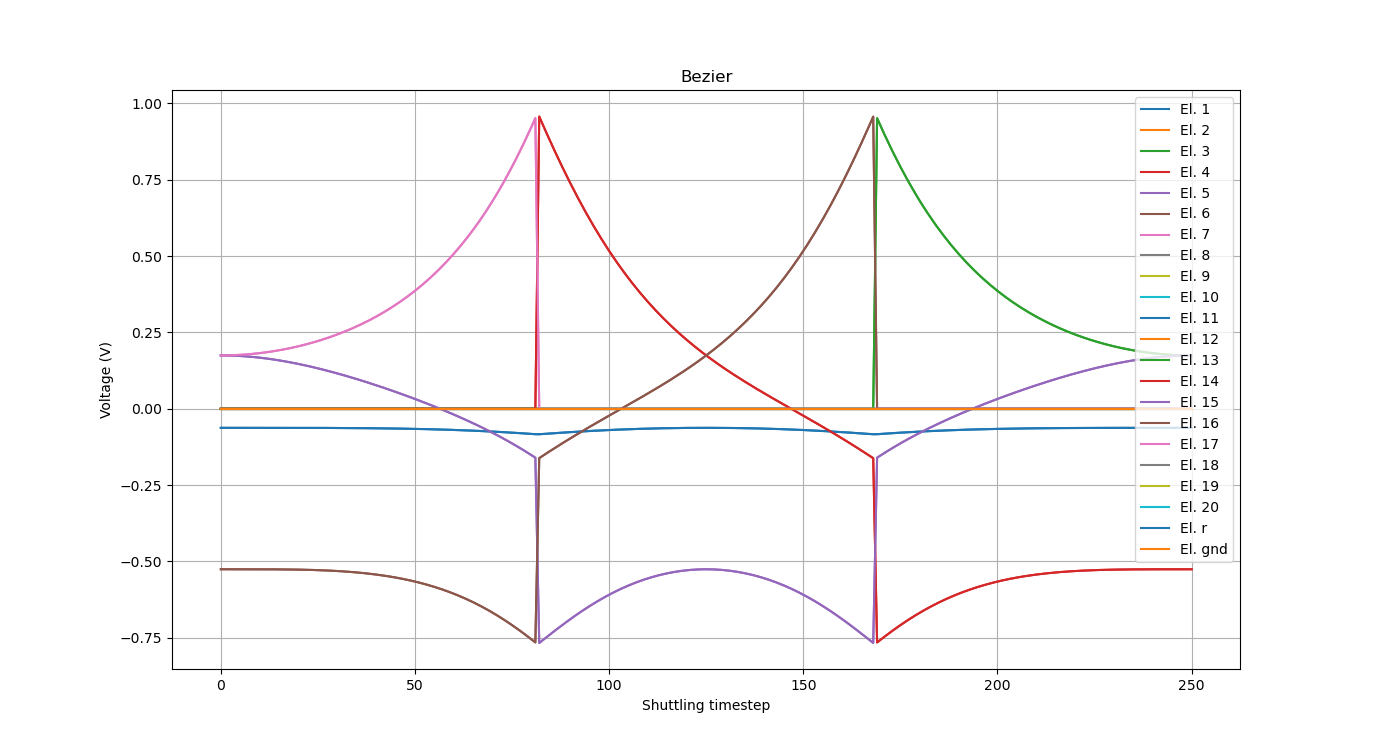 Bezier
Voltage (V)
1.00
0.75
0.50
0.25
0.00
−0.25
−0.50
−0.75
0
50
100
150
200
250
Shuttling timestep
El. 1
El. 2
El. 3
El. 4
El. 5
El. 6
El. 7
El. 8
El. 9
El. 10
El. 11
El. 12
El. 13
El. 14
El. 15
El. 16
El. 17
El. 18
El. 19
El. 20
El. r
El. gnd